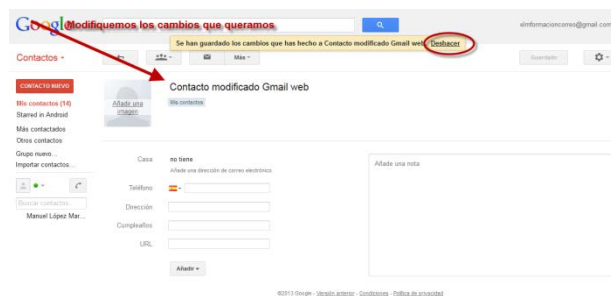 Google
Modifiquemos los cambios que queramos
elmformacioncorreo@gmail.com
Se han guardado los cambios que has hecho a Contacto modificado Gmail web. Deshacer
Contactos
Más
Guardado
CONTACTO NUEVO
Contacto modificado Gmail web
Mis contactos (14)
Añadir una
imagen
Mis contactos
Starred in Android
Más contactados
Otros contactos
Grupo nuevo...
Importar contactos...
Casa
no tiene
Añade una dirección de correo electrónico
Añade una nota
Teléfono
Buscar contactos...
Dirección
Manuel López Mar...
Cumpleaños
URL
Añadir
©2013 Google - Versión anterior - Condiciones - Política de privacidad